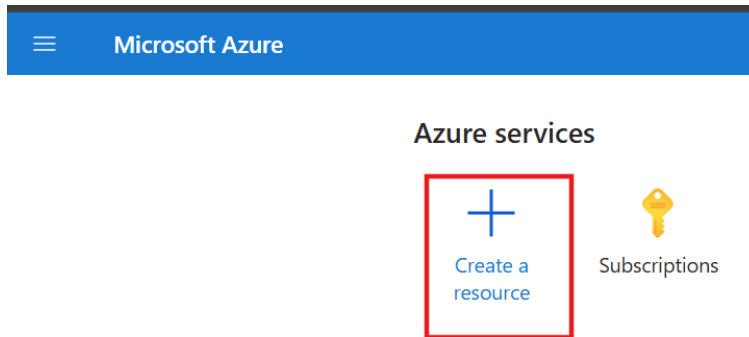 Microsoft Azure
Azure services
Create a
resource
Subscriptions